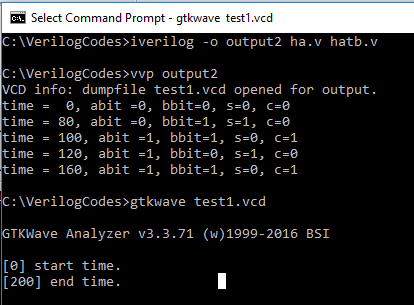 Select Command Prompt - gtkwave test1.vcd
C:\VerilogCodes>iverilog -o output2 ha.v hatb.v
C:\VerilogCodes>vvp output2
VCD info: dumpfile test1.vcd opened for output.
time =   0, abit =0, bbit=0, s=0, c=0
time =  80, abit =0, bbit=1, s=1, c=0
time = 100, abit =1, bbit=1, s=0, c=1
time = 120, abit =1, bbit=0, s=1, c=0
time = 160, abit =1, bbit=1, s=0, c=1
C:\VerilogCodes>gtkwave test1.vcd
GTKWave Analyzer v3.3.71 (w)1999-2016 BSI
[0] start time.
[200] end time.